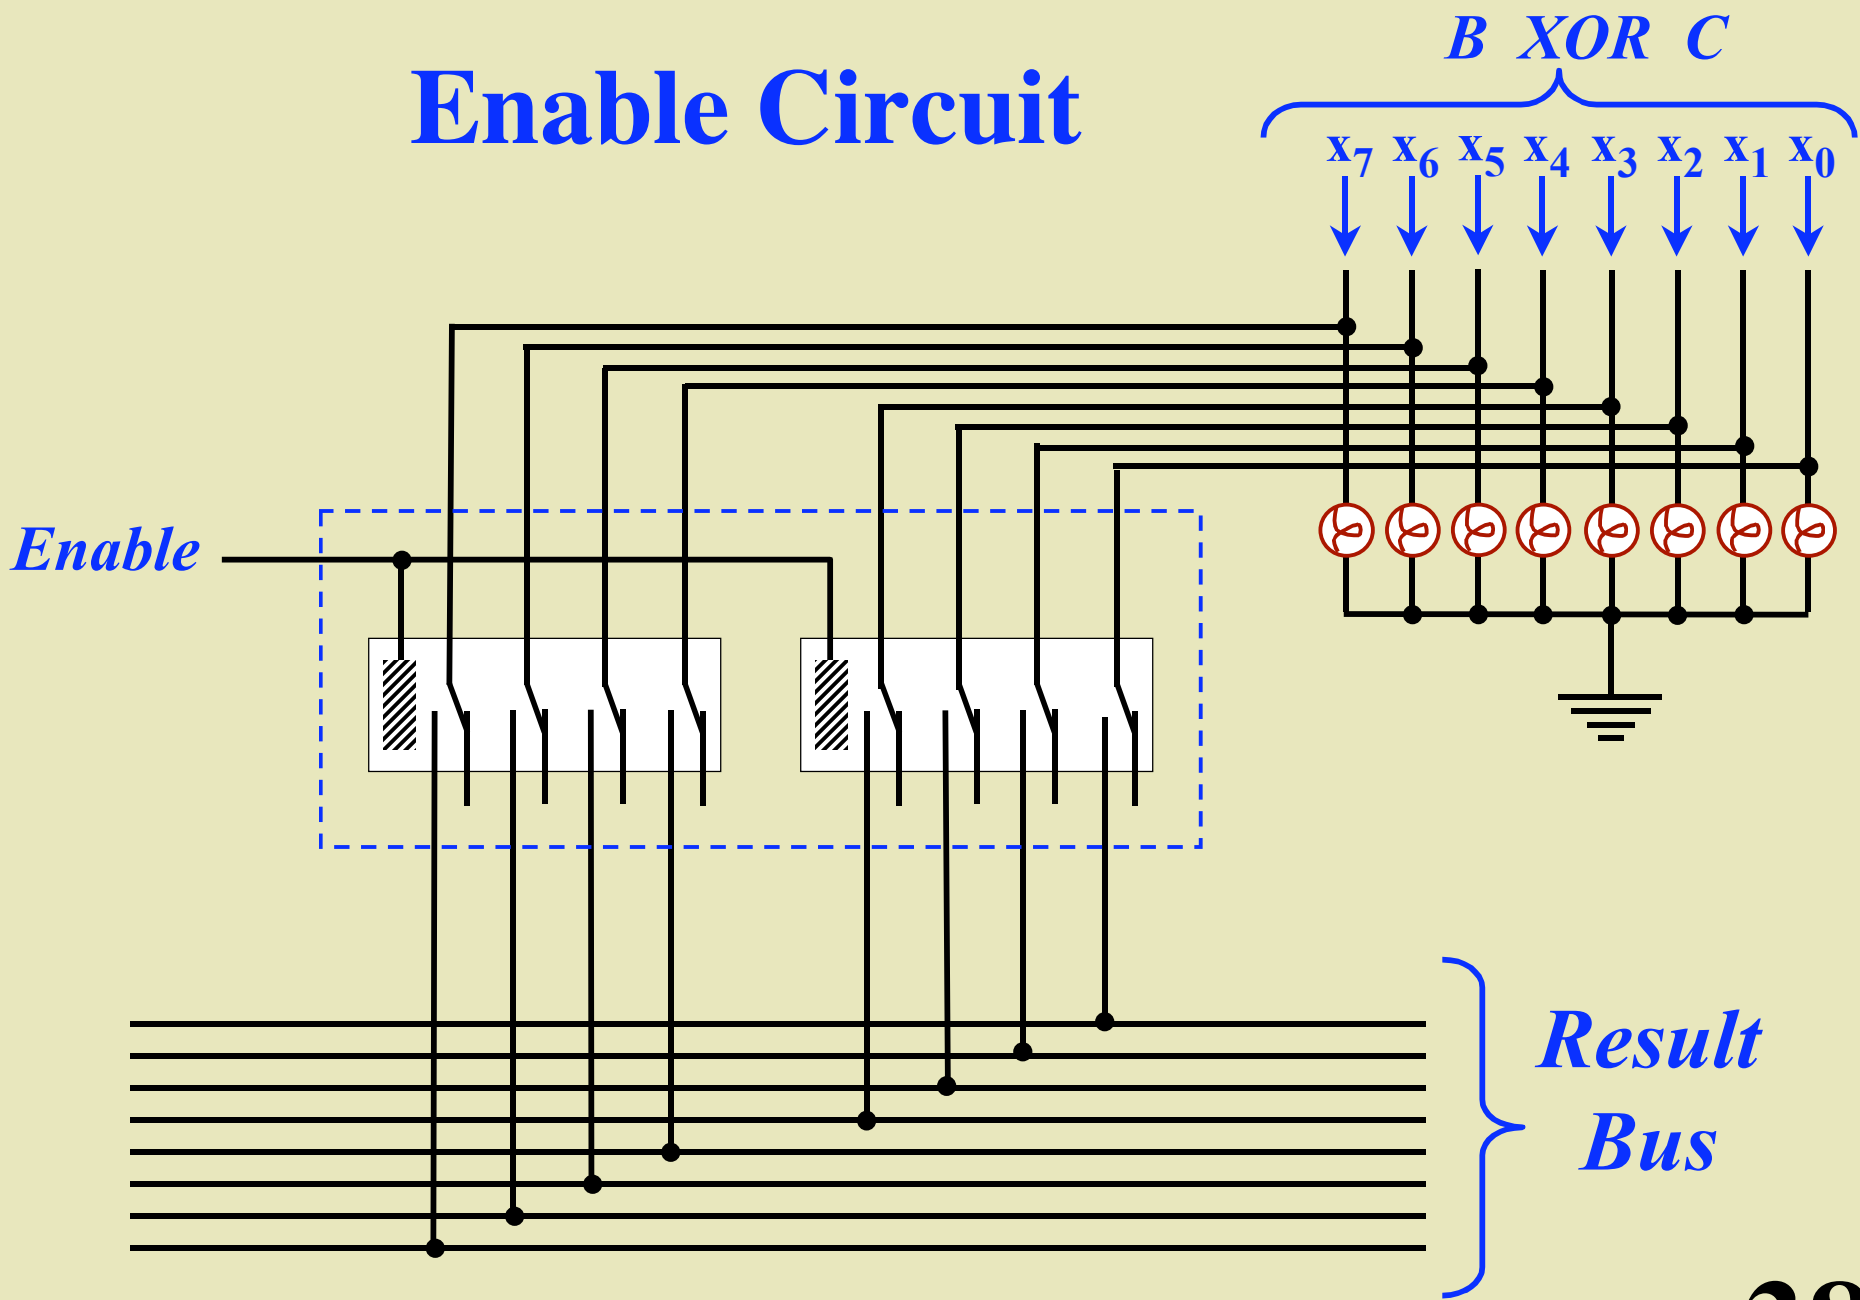 B XOR C
Enable Circuit
x7 x6 x5 x4 x3 x2 x1 x0
Enable
Result
Bus